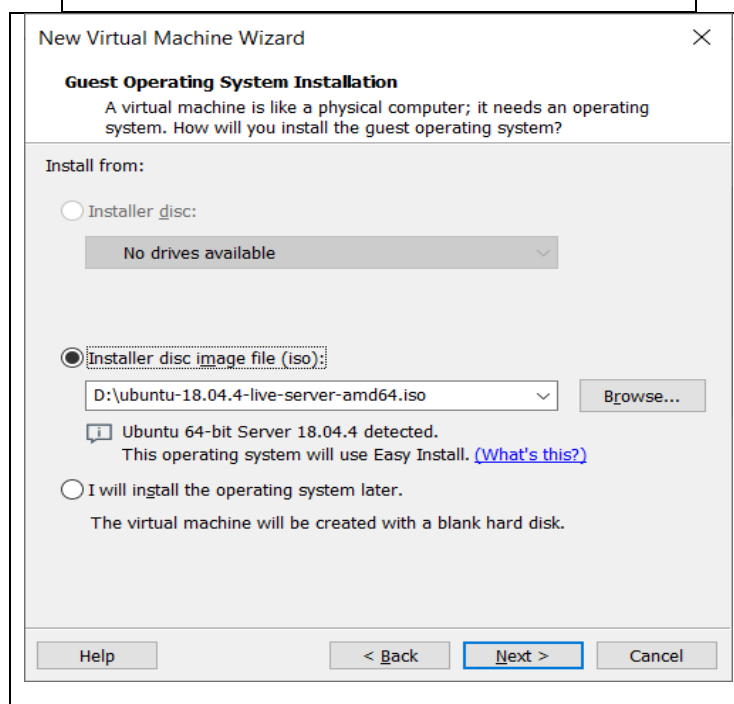 New Virtual Machine Wizard
Guest Operating System Installation
A virtual machine is like a physical computer; it needs an operating
system. How will you install the guest operating system?
Install from:
Installer disc:
No drives available
Installer disc image file (iso):
D:\ubuntu-18.04.4-live-server-amd64.iso
Browse...
Ubuntu 64-bit Server 18.04.4 detected.
This operating system will use Easy Install. (What's this?)
I will install the operating system later.
The virtual machine will be created with a blank hard disk.
Help
< Back
Next >
Cancel